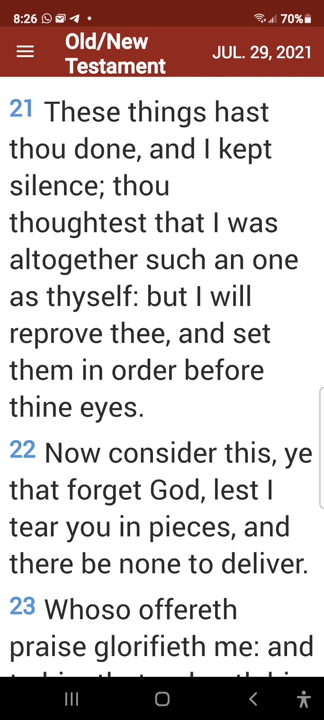 8:26 70%
Old/New
Testament
JUL. 29, 2021
21 These things hast
thou done, and I kept
silence; thou
thoughtest that I was
altogether such an one
as thyself: but I will
reprove thee, and set
them in order before
thine eyes.
22 Now consider this, ye
that forget God, lest I
tear you in pieces, and
there be none to deliver.
23 Whoso offereth
praise glorifieth me: and